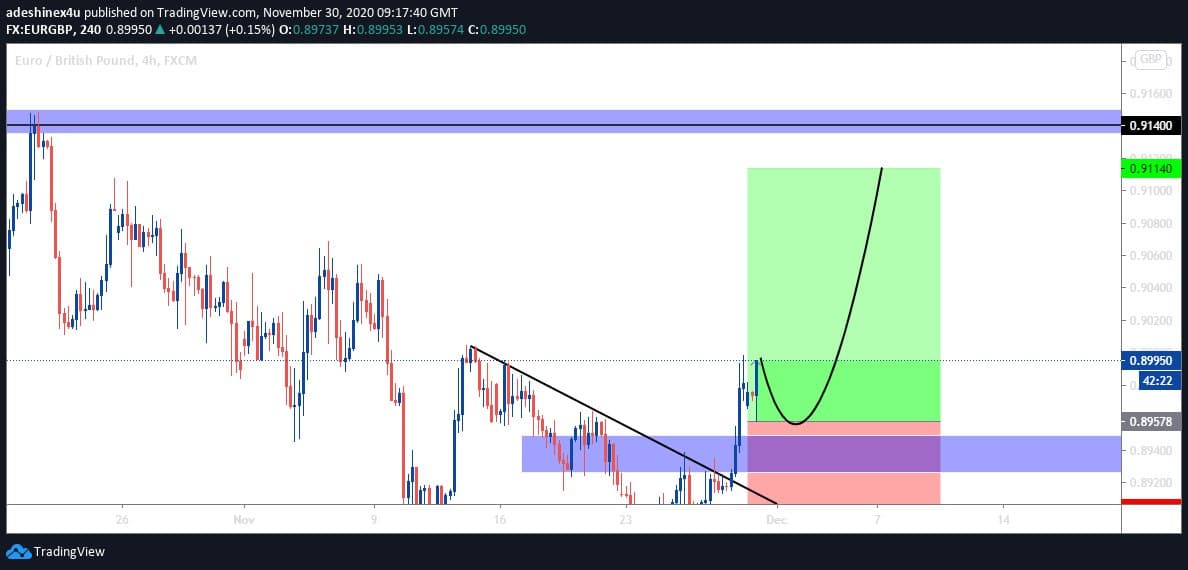 adeshinex4u published on TradingView.com, November 30, 2020 09:17:40 GMT
FX:EURGBP, 240 0.89950 ▲ +0.00137 (+0.15%) O:0.89737 H:0.89953 L:0.89574 C:0.89950
Euro / British Pound, 4h, FXCM
GBP
0.91600
0.91400
0.91140
0.91000
0.90800
0.90600
0.90400
0.90200
0.89950
42:22
0.89578
0.89400
0.89200
26 Nov 9 16 23 Dec 7 14
TradingView